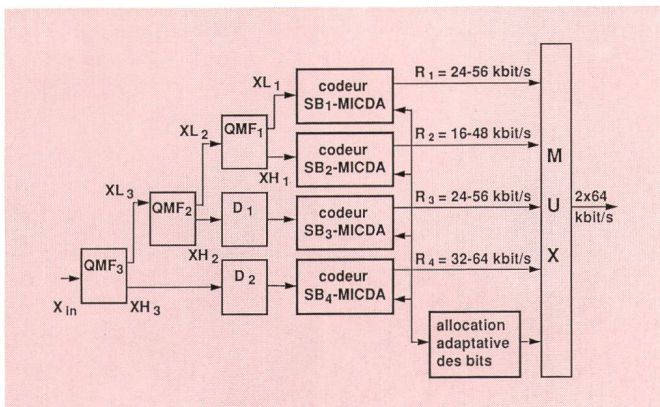 XL₁
codeur
SB₁-MICDA
R₁ = 24-56 kbit/s
XL₂
QMF₁
XH₁
codeur
SB₂-MICDA
R₂ = 16-48 kbit/s
XL₃
QMF₂
XH₂
D₁
codeur
SB₃-MICDA
R₃ = 24-56 kbit/s
X in
QMF₃
XH₃
D₂
codeur
SB₄-MICDA
R₄ = 32-64 kbit/s
allocation
adaptative
des bits
M
U
X
2x64
kbit/s